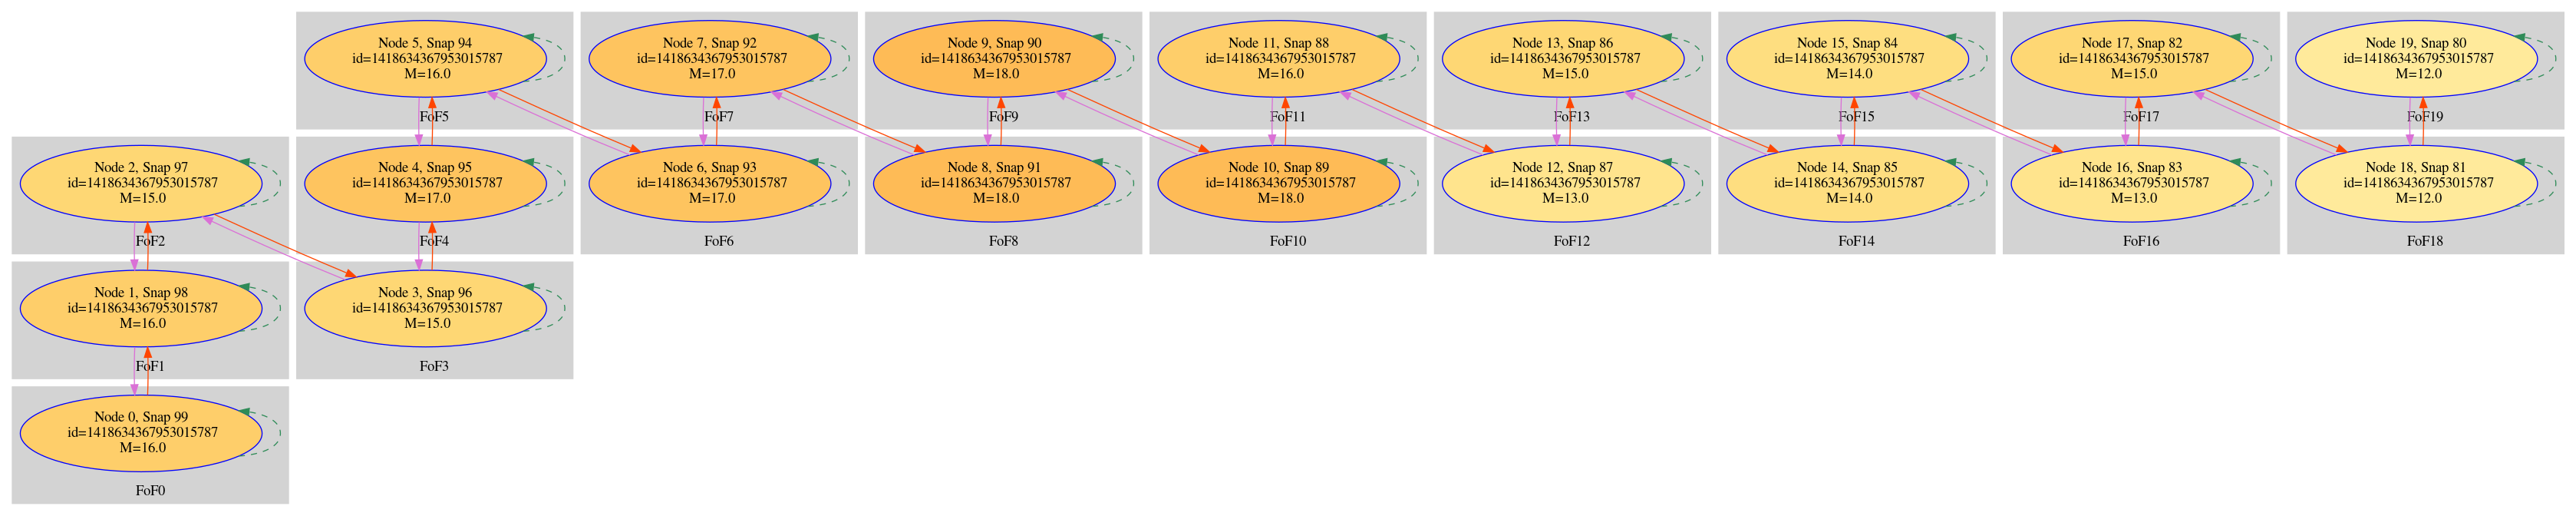 Node 5, Snap 94
id=1418634367953015787
M=16.0
FoF5
Node 7, Snap 92
id=1418634367953015787
M=17.0
FoF7
Node 9, Snap 90
id=1418634367953015787
M=18.0
FoF9
Node 11, Snap 88
id=1418634367953015787
M=16.0
FoF11
Node 13, Snap 86
id=1418634367953015787
M=15.0
FoF13
Node 15, Snap 84
id=1418634367953015787
M=14.0
FoF15
Node 17, Snap 82
id=1418634367953015787
M=15.0
FoF17
Node 19, Snap 80
id=1418634367953015787
M=12.0
FoF19
Node 2, Snap 97
id=1418634367953015787
M=15.0
FoF2
Node 4, Snap 95
id=1418634367953015787
M=17.0
FoF4
Node 6, Snap 93
id=1418634367953015787
M=17.0
FoF6
Node 8, Snap 91
id=1418634367953015787
M=18.0
FoF8
Node 10, Snap 89
id=1418634367953015787
M=18.0
FoF10
Node 12, Snap 87
id=1418634367953015787
M=13.0
FoF12
Node 14, Snap 85
id=1418634367953015787
M=14.0
FoF14
Node 16, Snap 83
id=1418634367953015787
M=13.0
FoF16
Node 18, Snap 81
id=1418634367953015787
M=12.0
FoF18
Node 1, Snap 98
id=1418634367953015787
M=16.0
FoF1
Node 3, Snap 96
id=1418634367953015787
M=15.0
FoF3
Node 0, Snap 99
id=1418634367953015787
M=16.0
FoF0